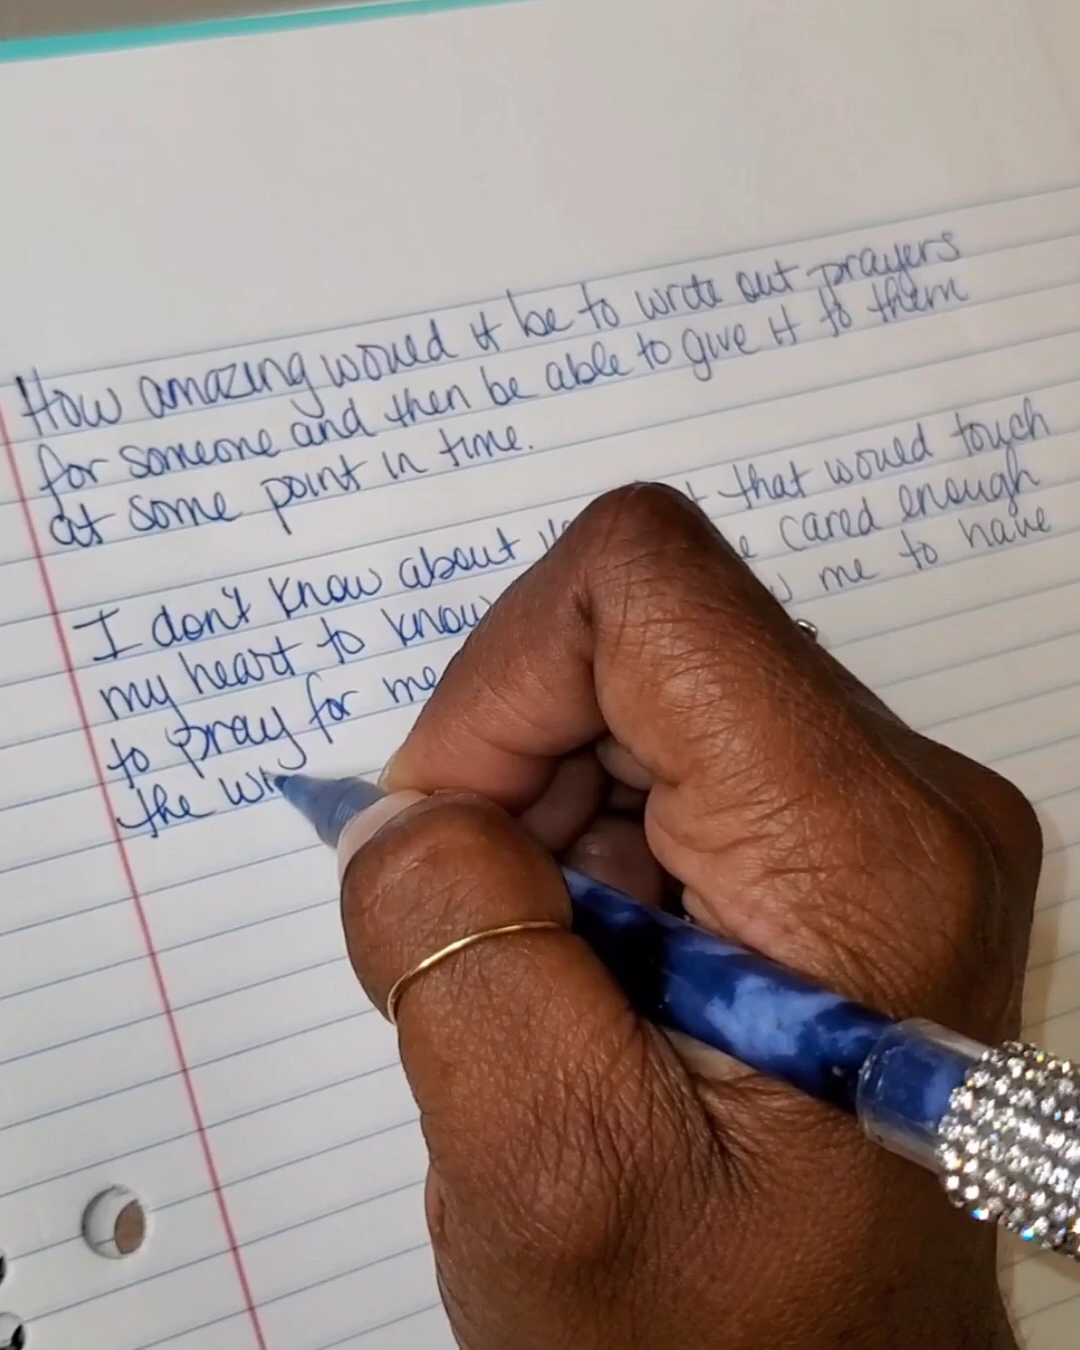 How amazing would it be to write out prayers
for someone and then be able to give it to them
at some point in time.
I don't know about that would touch
my heart to know cared enough
to pray for me me to have
the